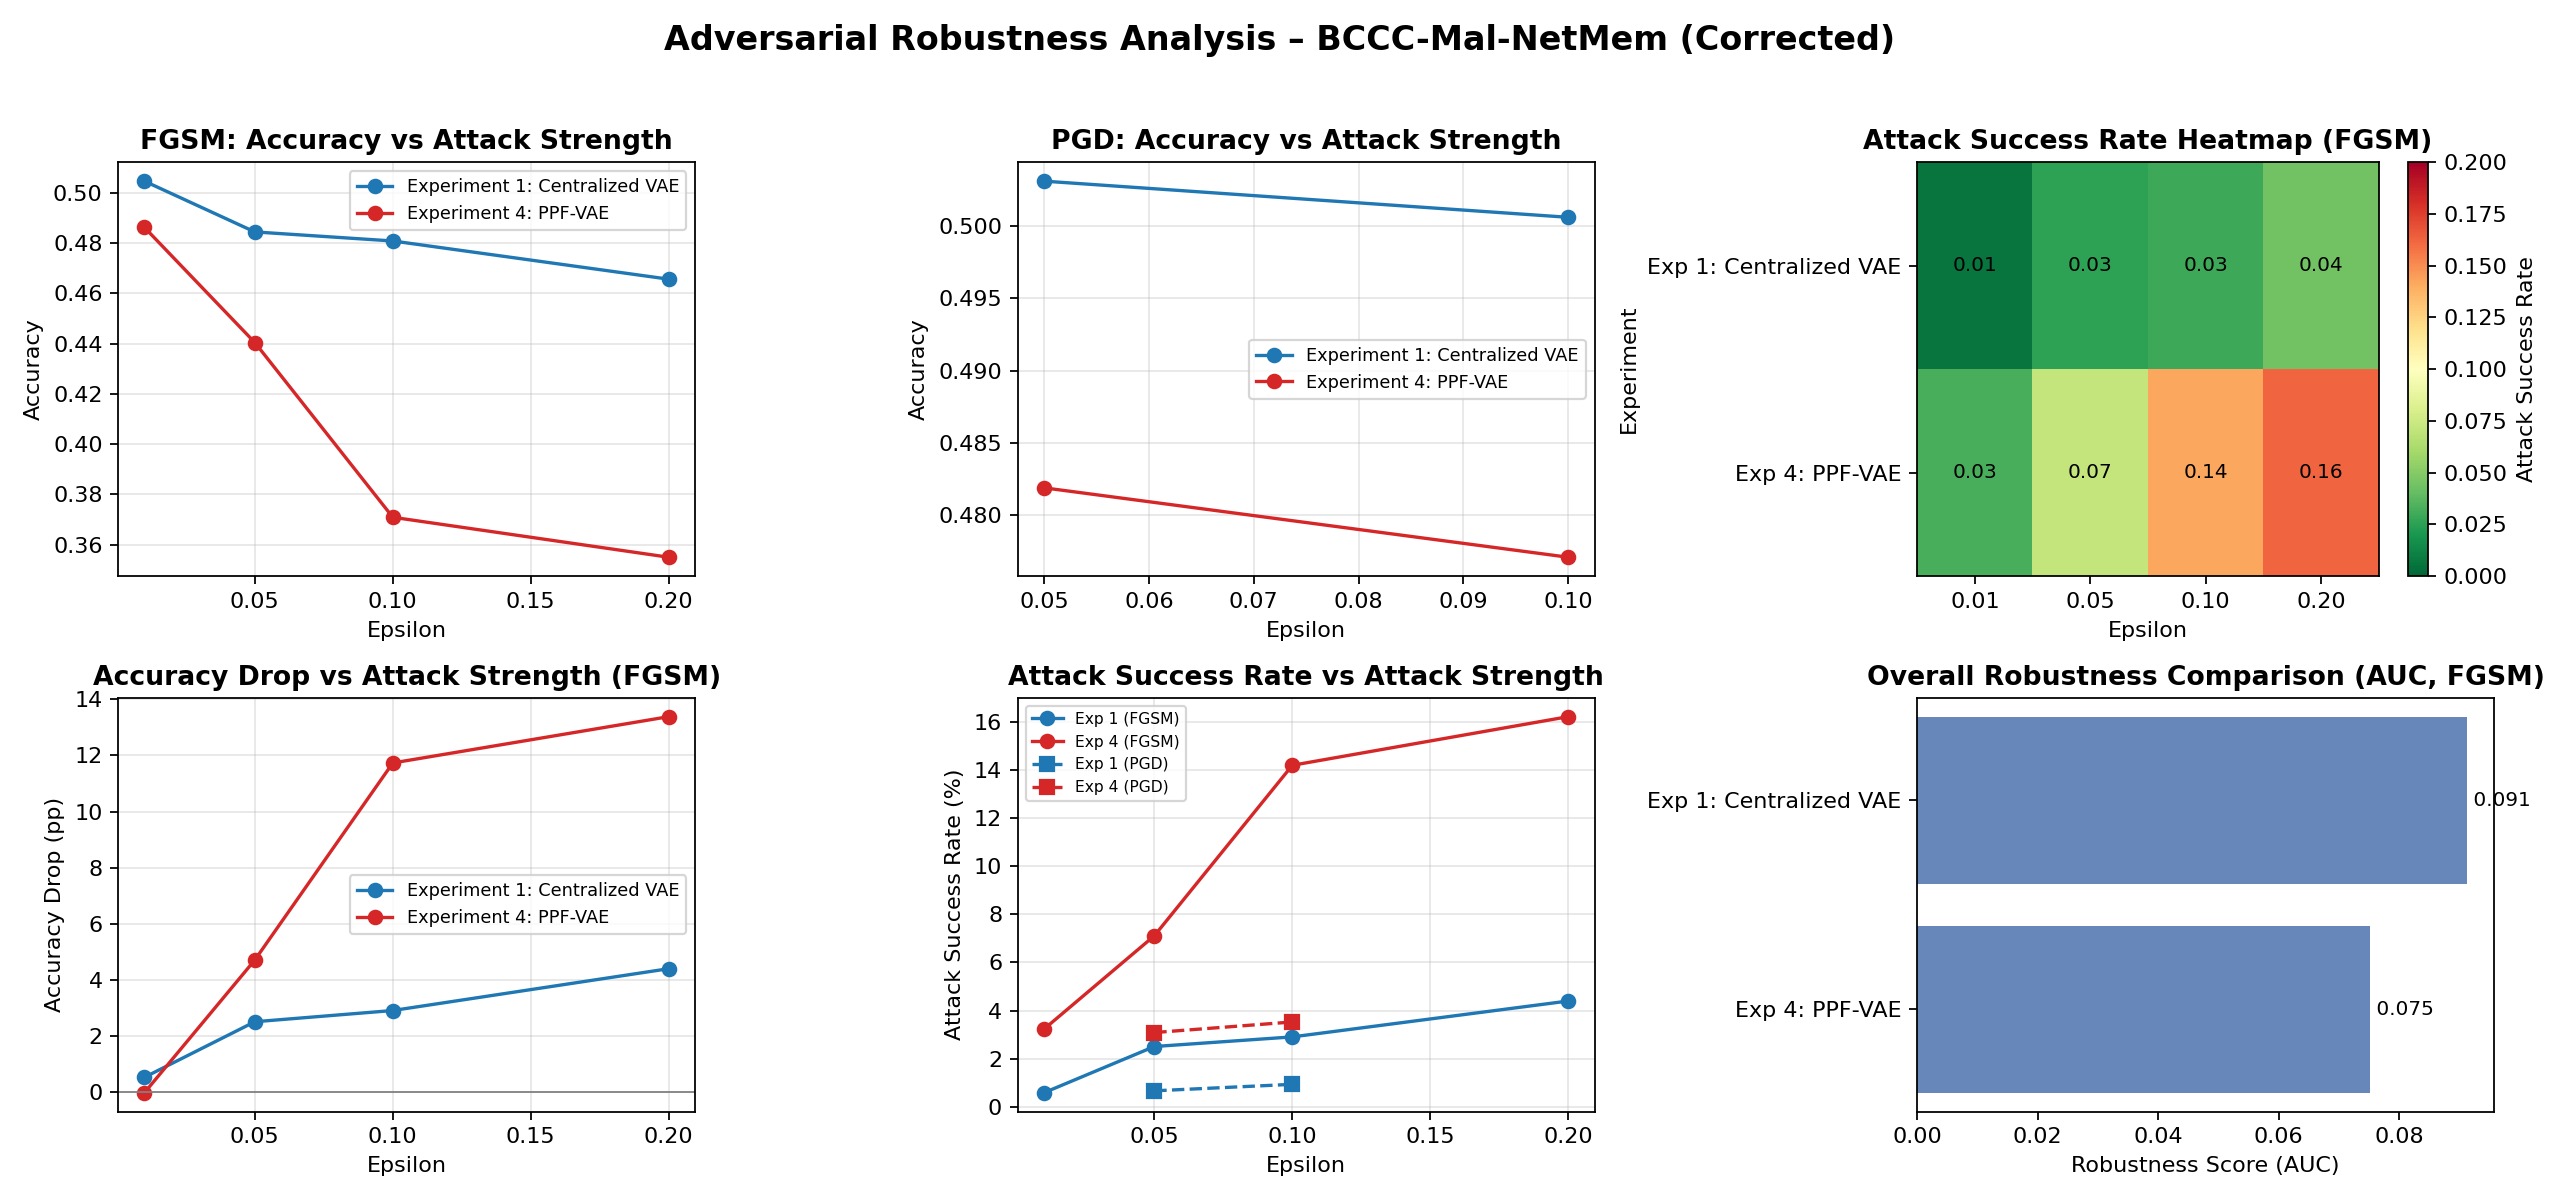 Adversarial Robustness Analysis – BCCC-Mal-NetMem (Corrected)
FGSM: Accuracy vs Attack Strength
Accuracy
0.50
0.48
0.46
0.44
0.42
0.40
0.38
0.36
Experiment 1: Centralized VAE
Experiment 4: PPF-VAE
0.05 0.10 0.15 0.20
Epsilon
PGD: Accuracy vs Attack Strength
Accuracy
0.500
0.495
0.490
0.485
0.480
Experiment 1: Centralized VAE
Experiment 4: PPF-VAE
0.05 0.06 0.07 0.08 0.09 0.10
Epsilon
Attack Success Rate Heatmap (FGSM)
Experiment
Exp 1: Centralized VAE
0.01 0.03 0.03 0.04
Exp 4: PPF-VAE
0.03 0.07 0.14 0.16
0.01 0.05 0.10 0.20
Epsilon
0.200
0.175
0.150
0.125
0.100
0.075
0.050
0.025
0.000
Attack Success Rate
Accuracy Drop vs Attack Strength (FGSM)
Accuracy Drop (pp)
14
12
10
8
6
4
2
0
Experiment 1: Centralized VAE
Experiment 4: PPF-VAE
0.05 0.10 0.15 0.20
Epsilon
Attack Success Rate vs Attack Strength
Attack Success Rate (%)
16
14
12
10
8
6
4
2
0
Exp 1 (FGSM)
Exp 4 (FGSM)
Exp 1 (PGD)
Exp 4 (PGD)
0.05 0.10 0.15 0.20
Epsilon
Overall Robustness Comparison (AUC, FGSM)
Exp 1: Centralized VAE
0.091
Exp 4: PPF-VAE
0.075
0.00 0.02 0.04 0.06 0.08
Robustness Score (AUC)